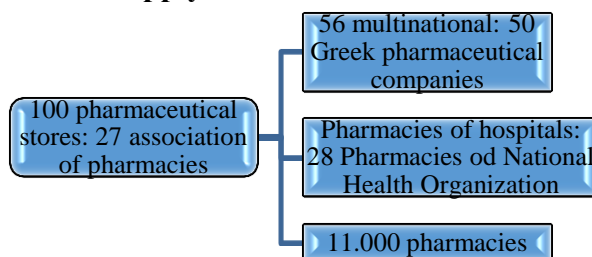 100 pharmaceutical
stores: 27 association
of pharmacies
56 multinational: 50
Greek pharmaceutical
companies
Pharmacies of hospitals:
28 Pharmacies od National
Health Organization
11.000 pharmacies